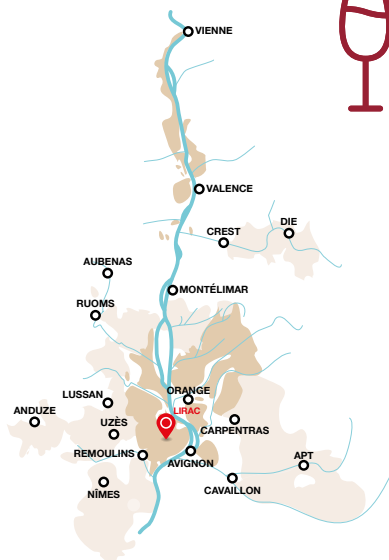 VIENNE
VALENCE
DIE
CREST
AUBENAS
MONTÉLIMAR
RUOMS
ORANGE
LUSSAN
LIRAC
ANDUZE
UZÈS
CARPENTRAS
REMOULINS
AVIGNON
APT
NÎMES
CAVAILLON